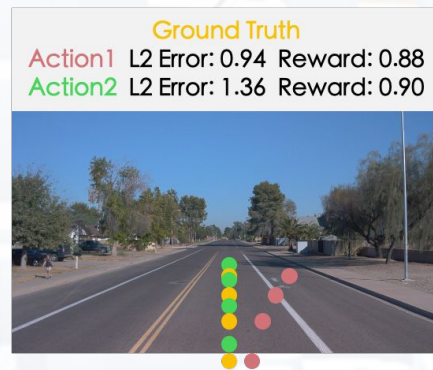 Ground Truth
Action1 L2 Error: 0.94 Reward: 0.88
Action2 L2 Error: 1.36 Reward: 0.90